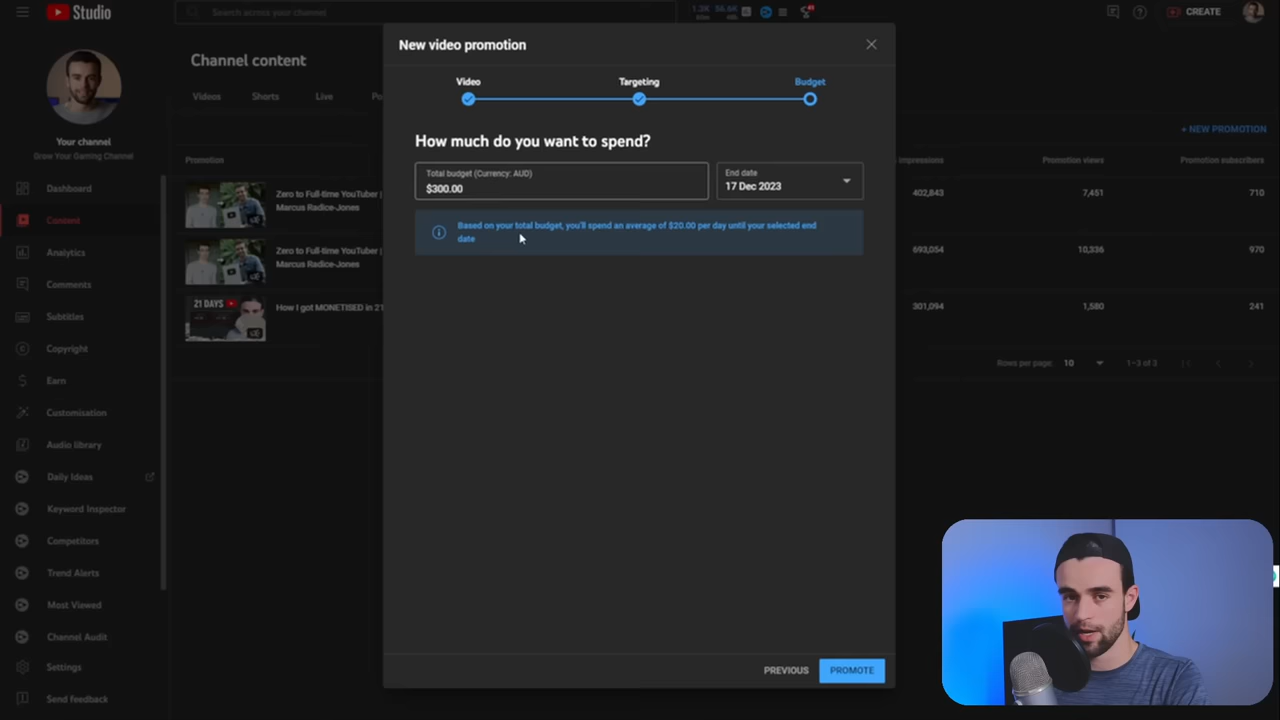 Studio
Search across your channel
CREATE
New video promotion
Video
Targeting
Budget
Channel content
Videos
Shorts
Live
How much do you want to spend?
+ NEW PROMOTION
Your channel
Grow Your Gaming Channel
Promotion
impressions
Promotion views
Promotion subscribers
Total budget (Currency: AUD)
$300.00
End date
17 Dec 2023
Dashboard
Zero to Full-time YouTuber |
Marcus Radice-Jones
402,843
7,451
710
Content
Based on your total budget, you'll spend an average of $20.00 per day until your selected end
date
Analytics
Zero to Full-time YouTuber |
Marcus Radice-Jones
693,054
10,336
970
Comments
21 DAYS
How I got MONETISED in 21
301,094
1,580
241
Subtitles
Copyright
Rows per page:
10
1–3 of 3
Earn
Customisation
Audio library
Daily Ideas
Keyword Inspector
Competitors
Trend Alerts
Most Viewed
Channel Audit
Settings
Send feedback
PREVIOUS
PROMOTE